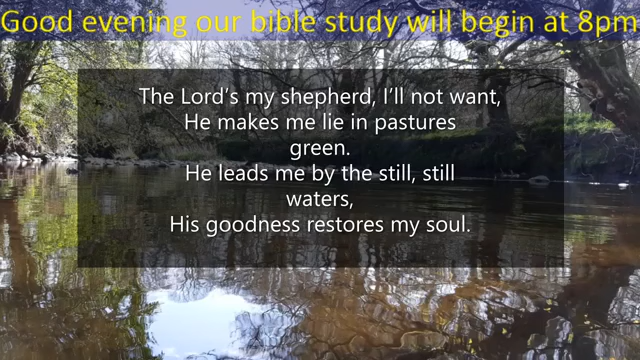 Good evening our bible study will begin at 8pm
The Lord's my shepherd, I'll not want,
He makes me lie in pastures
green.
He leads me by the still, still
waters,
His goodness restores my soul.